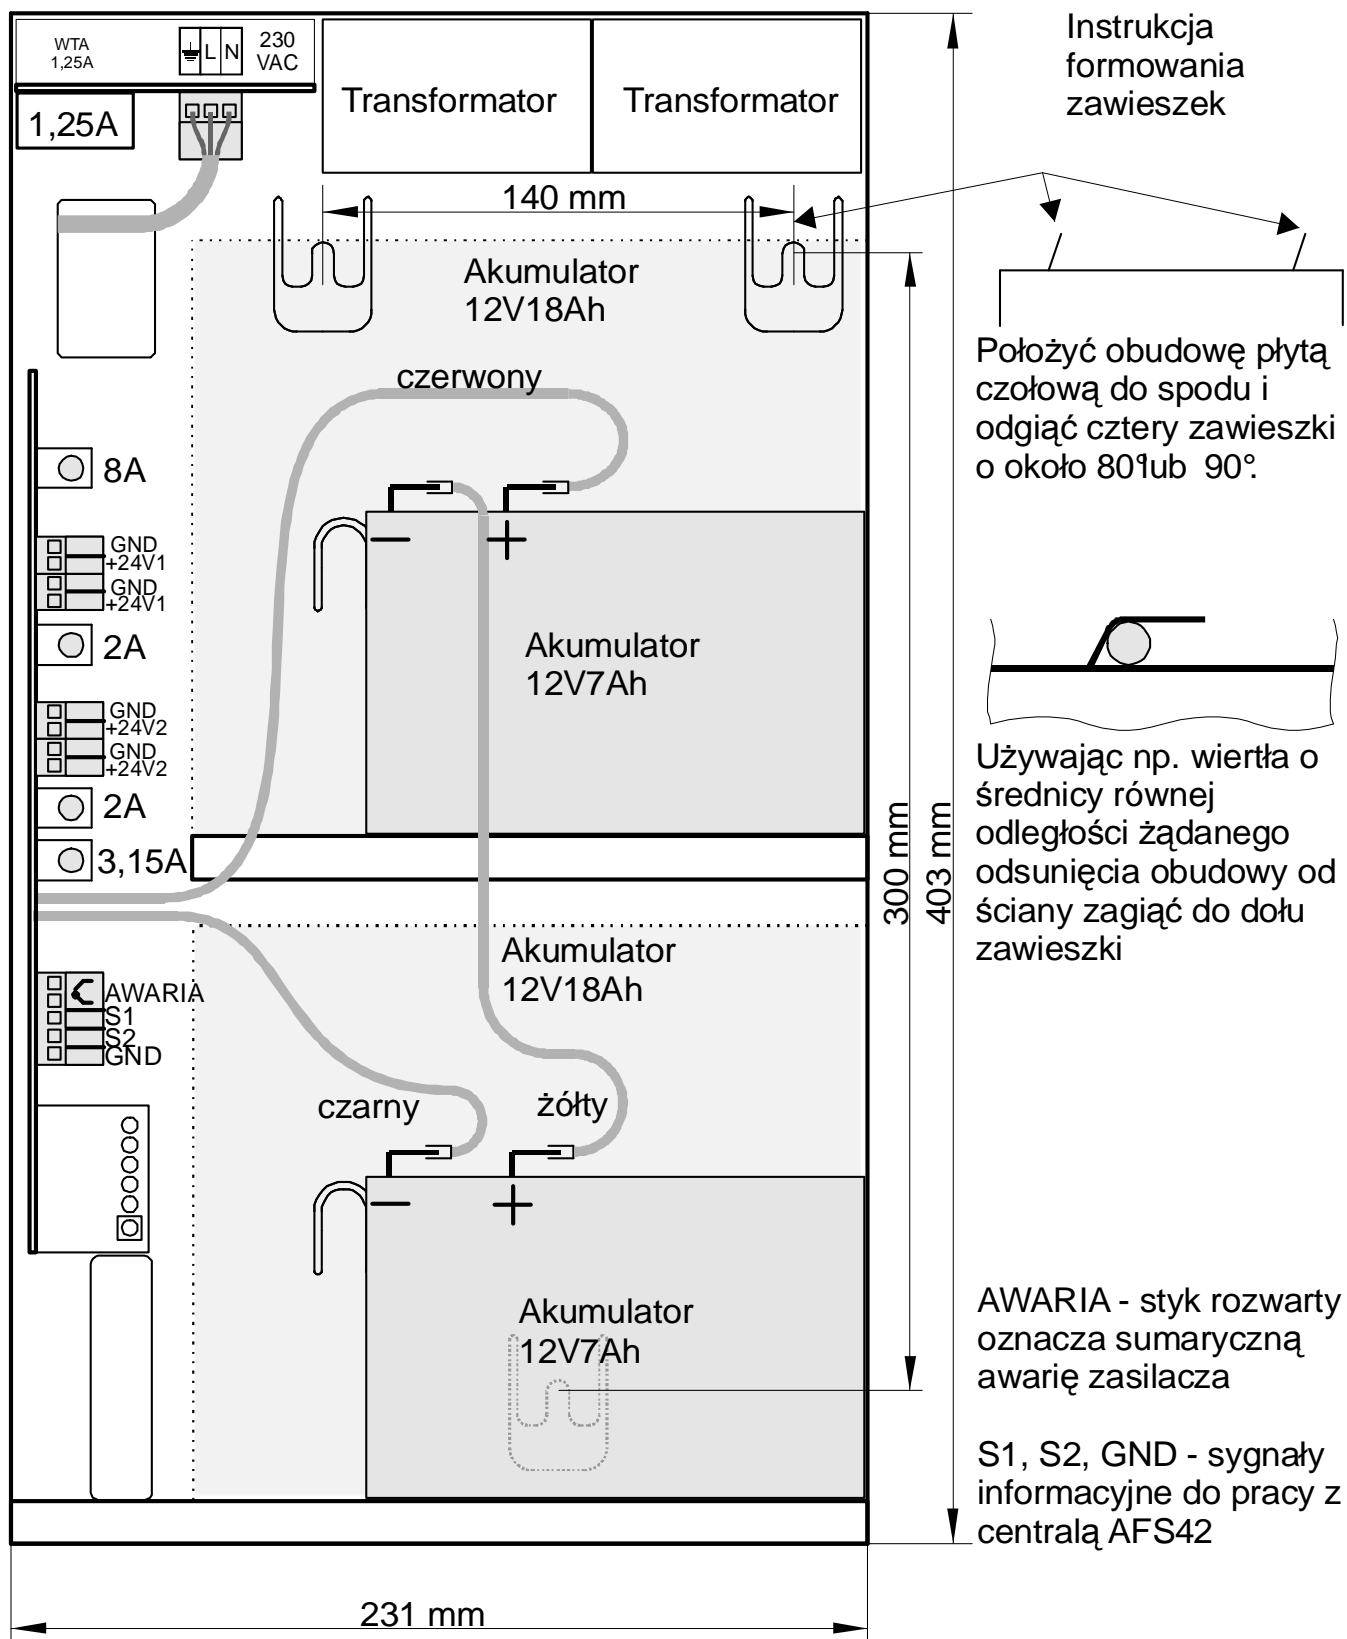 WTA
1,25A
L N
230
VAC
1,25A
Transformator
Transformator
Instrukcja
formowania
zawieszek
140 mm
Akumulator
12V18Ah
czerwony
Położyć obudowę płytą
czołową do spodu i
odgiąć cztery zawieszki
o około 80°lub 90°.
8A
GND
+24V1
GND
+24V1
2A
GND
+24V2
GND
+24V2
2A
3,15A
Akumulator
12V7Ah
Używając np. wiertła o
średnicy równej
odległości żądanego
odsunięcia obudowy od
ściany zagiąć do dołu
zawieszki
300 mm
403 mm
Akumulator
12V18Ah
AWARIA
S1
S2
GND
czarny
żółty
Akumulator
12V7Ah
AWARIA - styk rozwarty
oznacza sumaryczną
awarię zasilacza
S1, S2, GND - sygnały
informacyjne do pracy z
centralą AFS42
231 mm